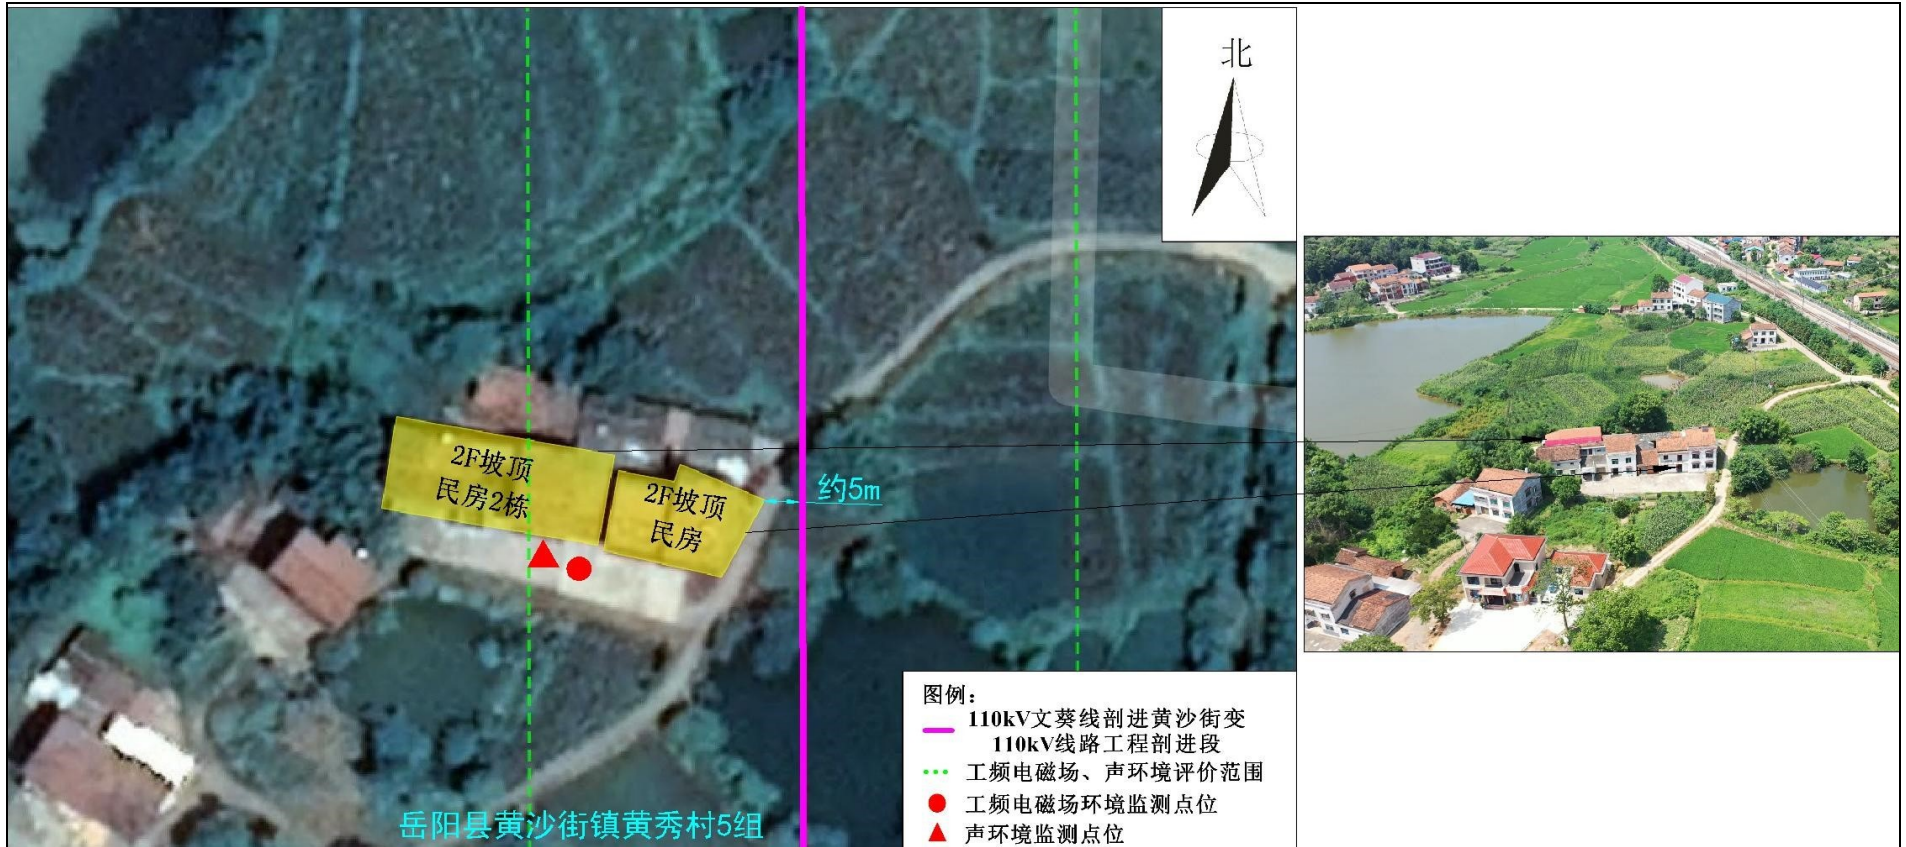 北
2F坡顶
民房2栋
2F坡顶
民房
约5m
图例：
110kV文葵线剖进黄沙街变
110kV线路工程剖进段
工频电磁场、声环境评价范围
工频电磁场环境监测点位
声环境监测点位
岳阳县黄沙街镇黄秀村5组